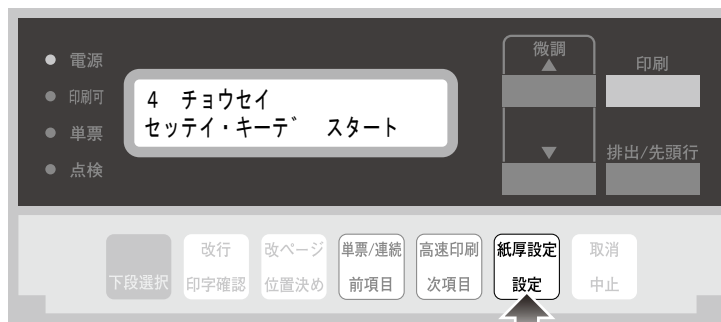 微調
電源
印刷
印刷可
4 チョウセイ
セッテイ・キーデ゛ スタート
単票
点検
排出/先頭行
改行
改ページ
単票/連続
高速印刷
紙厚設定
取消
下段選択
印字確認
位置決め
前項目
次項目
設定
中止